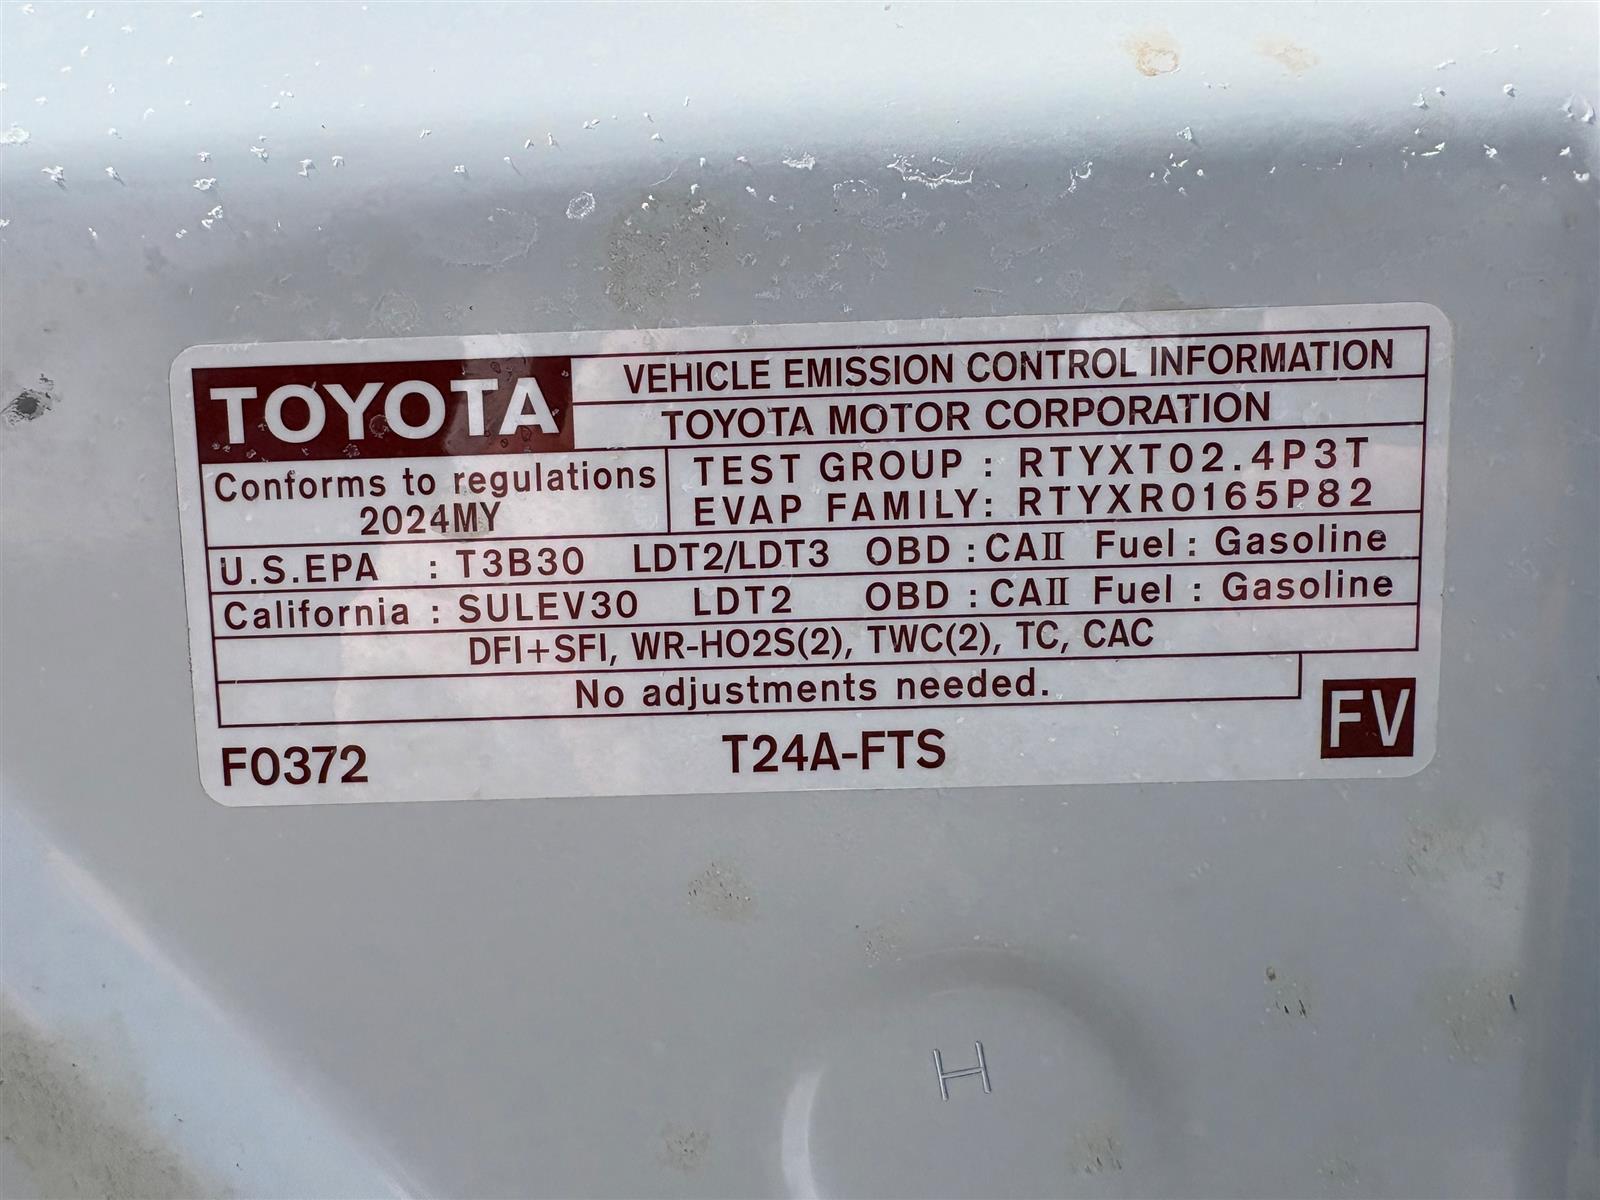 TOYOTA
VEHICLE EMISSION CONTROL INFORMATION
TOYOTA MOTOR CORPORATION
Conforms to regulations
2024MY
TEST GROUP : RTYXT02.4P3T
EVAP FAMILY: RTYXR0165P82
U.S.EPA : T3B30 LDT2/LDT3 OBD : CAII Fuel : Gasoline
California : SULEV30 LDT2 OBD : CAII Fuel : Gasoline
DFI+SFI, WR-HO2S(2), TWC(2), TC, CAC
No adjustments needed.
F0372 T24A-FTS FV
H